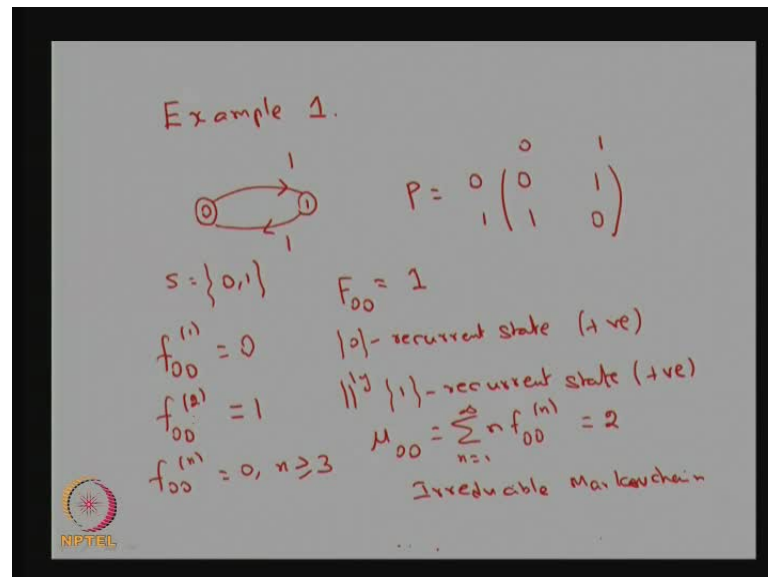 Example 1.
1
0 1
1
P = 0 ( 0 1 )
1 ( 1 0 )
S = {0,1}
F₀₀ = 1
f₀₀⁽¹⁾ = 0
{0} - recurrent state (+ve)
f₀₀⁽²⁾ = 1
|||ly {1} - recurrent state (+ve)
f₀₀⁽ⁿ⁾ = 0, n ≥ 3
μ₀₀ = ∑ₙ₌₁^∞ n f₀₀⁽ⁿ⁾ = 2
Irreducible Markovchain
NPTEL